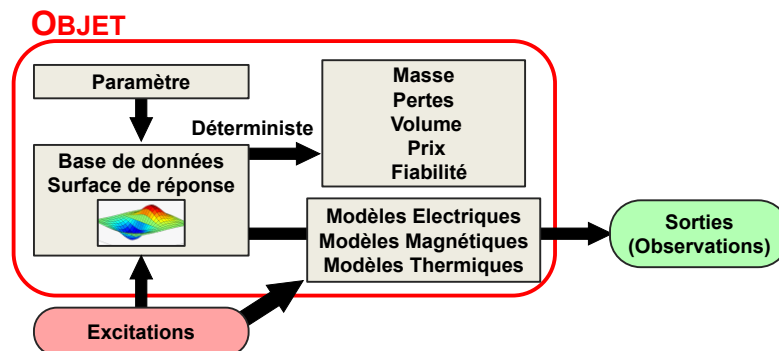 OBJET
Paramètre
Déterministe
Masse
Pertes
Volume
Prix
Fiabilité
Base de données
Surface de réponse
Modèles Electriques
Modèles Magnétiques
Modèles Thermiques
Sorties
(Observations)
Excitations